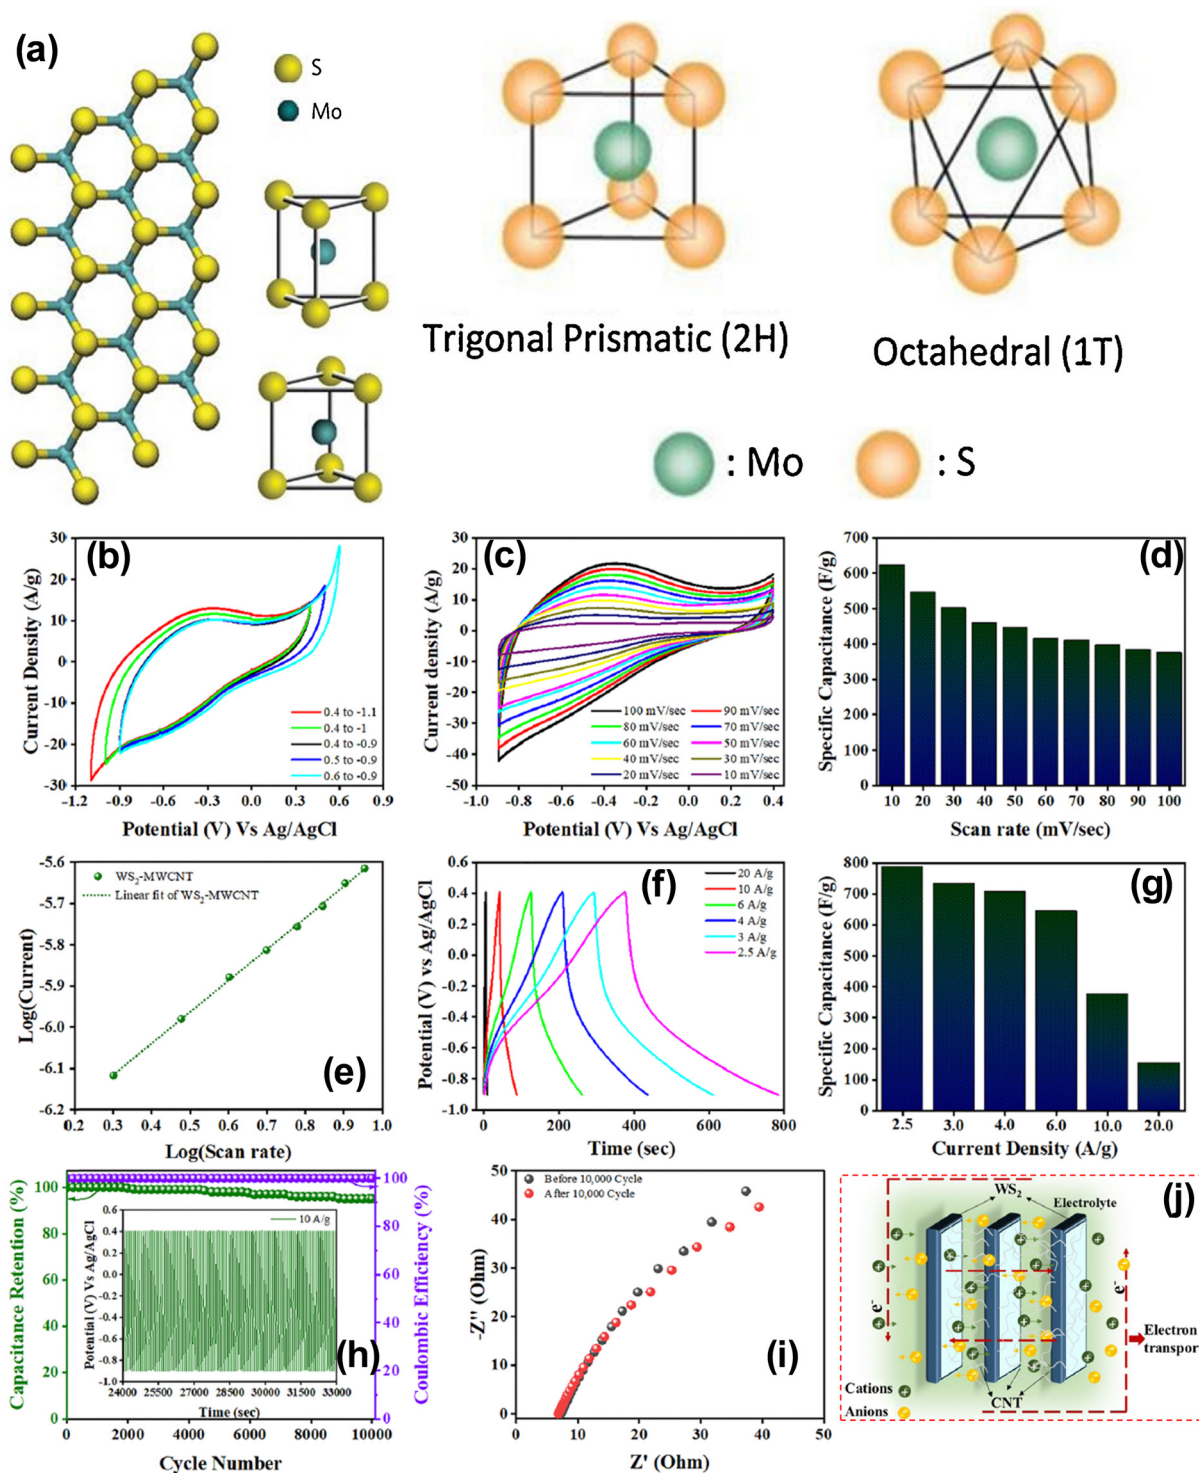 (a)
S
Mo
Trigonal Prismatic (2H)
Octahedral (1T)
: Mo
: S
(b)
Current Density (A/g)
30
20
10
0
-10
-20
-30
0.4 to -1.1
0.4 to -1
0.4 to -0.9
0.5 to -0.9
0.6 to -0.9
-1.2 -0.9 -0.6 -0.3 0.0 0.3 0.6 0.9
Potential (V) Vs Ag/AgCl
(c)
Current density (A/g)
30
20
10
0
-10
-20
-30
-40
-50
100 mV/sec 90 mV/sec
80 mV/sec 70 mV/sec
60 mV/sec 50 mV/sec
40 mV/sec 30 mV/sec
20 mV/sec 10 mV/sec
-1.0 -0.8 -0.6 -0.4 -0.2 0.0 0.2 0.4
Potential (V) Vs Ag/AgCl
(d)
Specific Capacitance (F/g)
700
600
500
400
300
200
100
0
10 20 30 40 50 60 70 80 90 100
Scan rate (mV/sec)
(e)
Log(Current)
-5.6
-5.7
-5.8
-5.9
-6.0
-6.1
-6.2
WS2-MWCNT
Linear fit of WS2-MWCNT
0.2 0.3 0.4 0.5 0.6 0.7 0.8 0.9 1.0
Log(Scan rate)
(f)
Potential (V) vs Ag/AgCl
0.6
0.4
0.2
0.0
-0.2
-0.4
-0.6
-0.8
-1.0
20 A/g
10 A/g
6 A/g
4 A/g
3 A/g
2.5 A/g
0 200 400 600 800
Time (sec)
(g)
Specific Capacitance (F/g)
800
700
600
500
400
300
200
100
0
2.5 3.0 4.0 6.0 10.0 20.0
Current Density (A/g)
(h)
Capacitance Retention (%)
100
80
60
40
20
0
Potential (V) Vs Ag/AgCl
0.6
0.4
0.2
0.0
-0.2
-0.4
-0.6
-0.8
-1.0
10 A/g
24000 25500 27000 28500 30000 31500 33000
Time (sec)
Coulombic Efficiency (%)
100
80
60
40
20
0
0 2000 4000 6000 8000 10000
Cycle Number
(i)
-Z'' (Ohm)
50
40
30
20
10
0
Before 10,000 Cycle
After 10,000 Cycle
0 10 20 30 40 50
Z' (Ohm)
(j)
WS2
Electrolyte
e-
e-
Electron
transpor
Cations
Anions
CNT